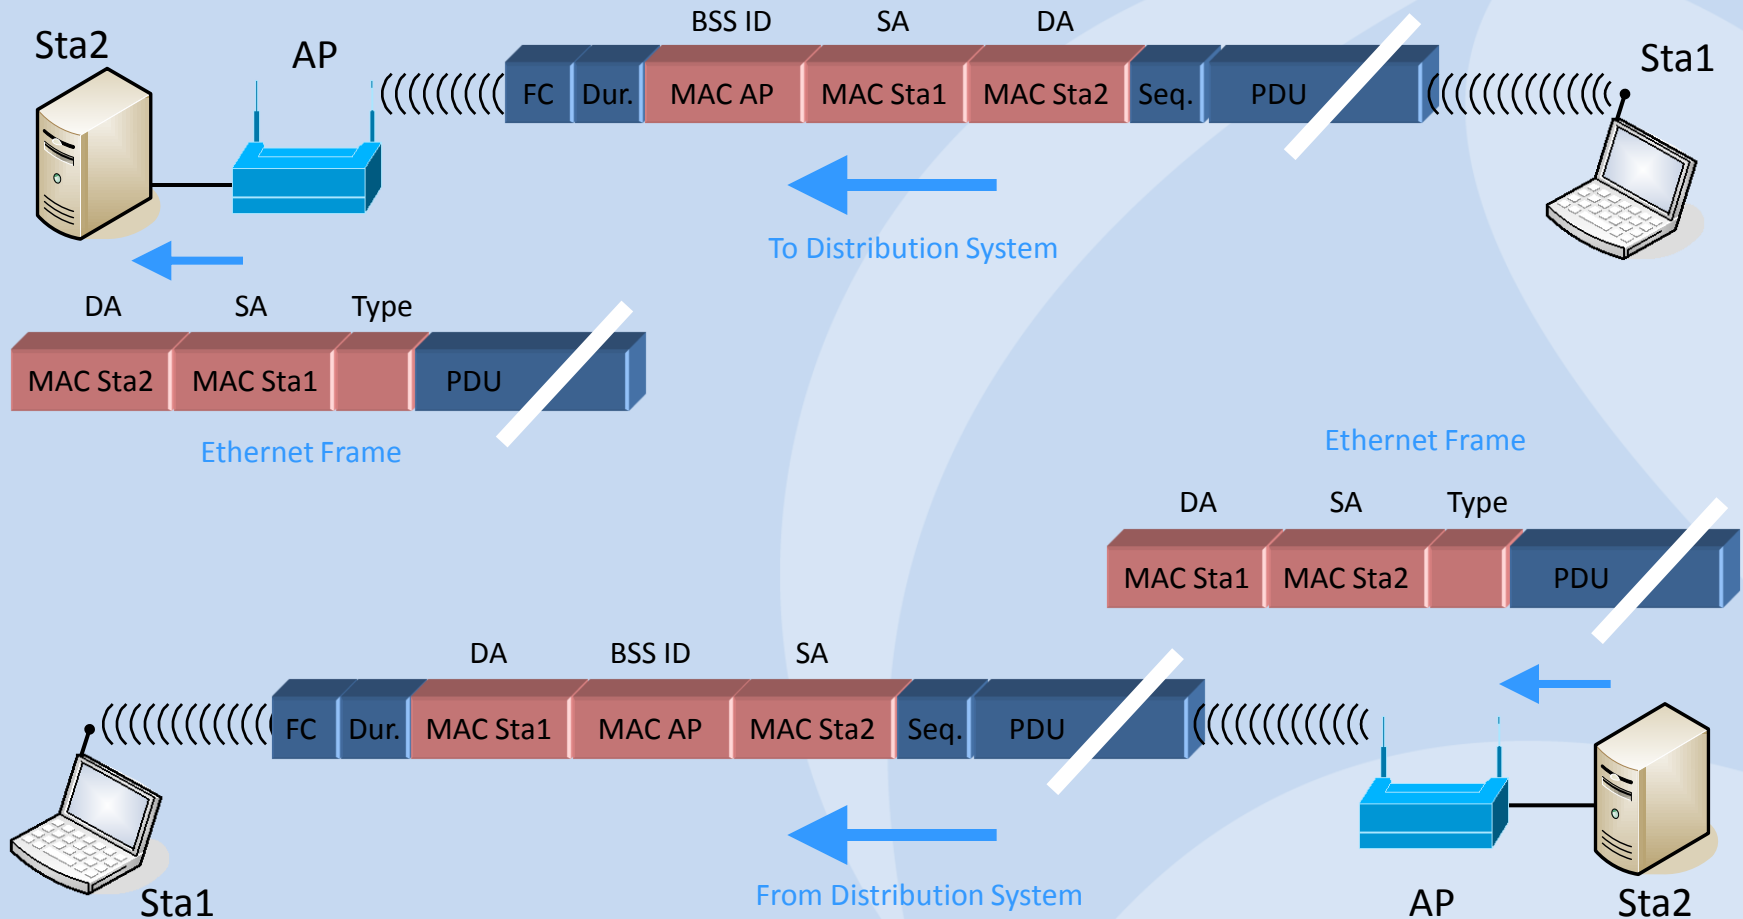 BSS ID SA DA
Sta2 AP Sta1
FC Dur. MAC AP MAC Sta1 MAC Sta2 Seq. PDU
To Distribution System
DA SA Type
MAC Sta2 MAC Sta1 PDU
Ethernet Frame
Ethernet Frame
DA SA Type
MAC Sta1 MAC Sta2 PDU
DA BSS ID SA
FC Dur. MAC Sta1 MAC AP MAC Sta2 Seq. PDU
From Distribution System
Sta1 AP Sta2